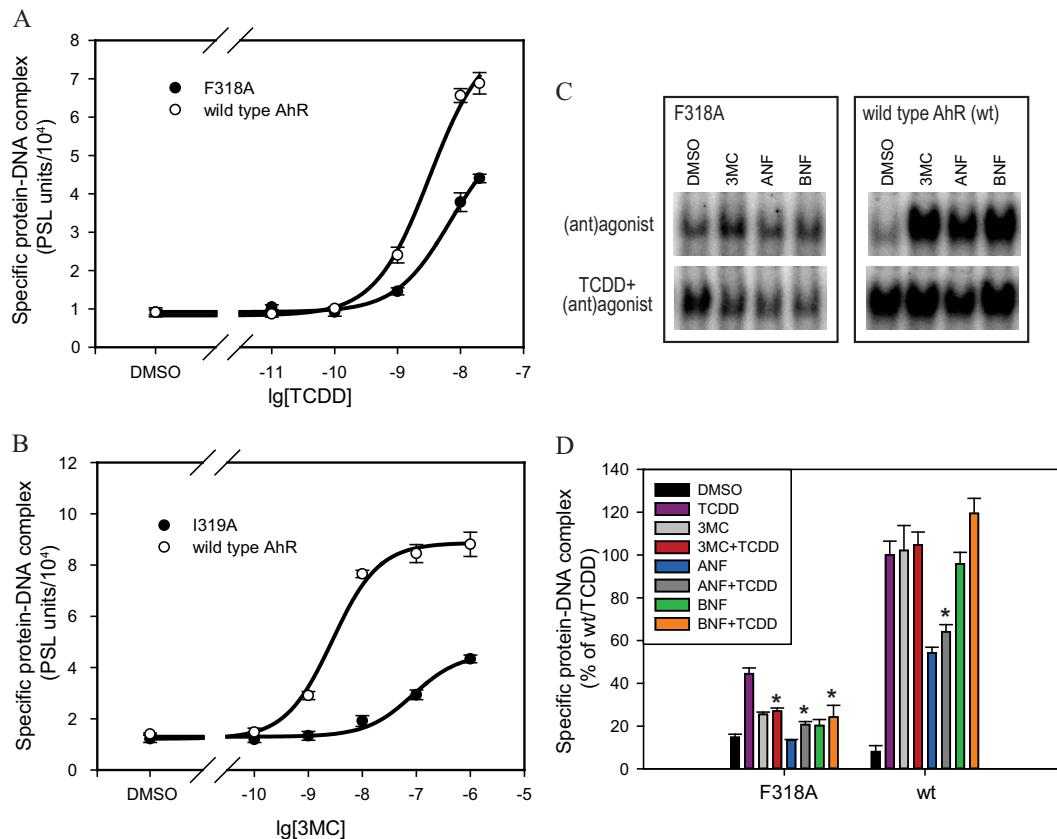 A
Specific protein-DNA complex
(PSL units/10⁴)
8
7
6
5
4
3
2
1
0
F318A
wild type AhR
DMSO
-11
-10
-9
-8
-7
lg[TCDD]
B
Specific protein-DNA complex
(PSL units/10⁴)
12
10
8
6
4
2
0
I319A
wild type AhR
DMSO
-10
-9
-8
-7
-6
-5
lg[3MC]
C
F318A
DMSO
3MC
ANF
BNF
wild type AhR (wt)
DMSO
3MC
ANF
BNF
(ant)agonist
TCDD+
(ant)agonist
D
Specific protein-DNA complex
(% of wt/TCDD)
140
120
100
80
60
40
20
0
DMSO
TCDD
3MC
3MC+TCDD
ANF
ANF+TCDD
BNF
BNF+TCDD
* * * *
F318A
wt